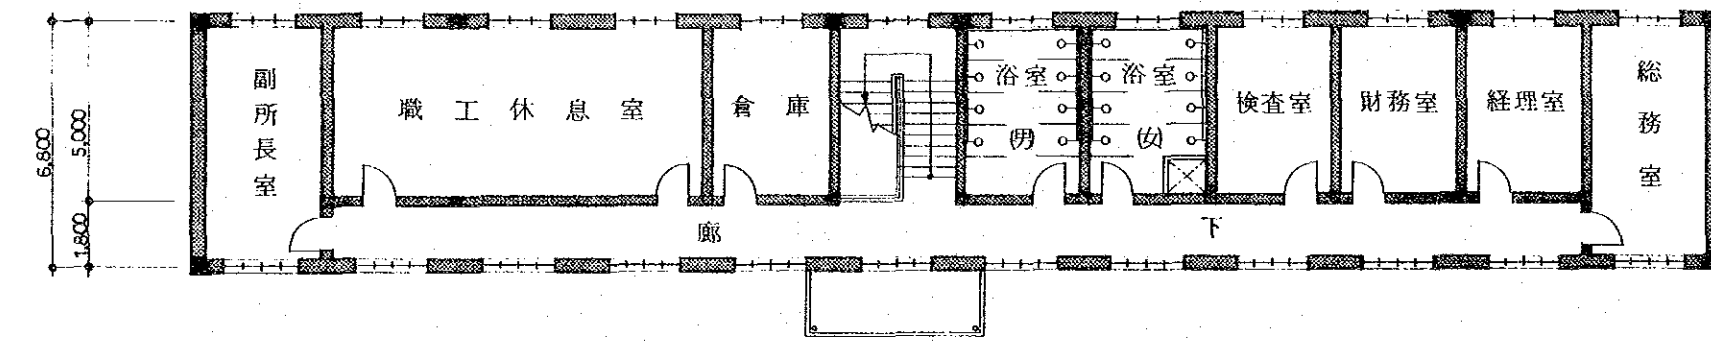 6,800
5,000
1,800
副所長室
職工休息室
倉庫
浴室
(男)
浴室
(女)
検査室
財務室
経理室
総務室
廊下